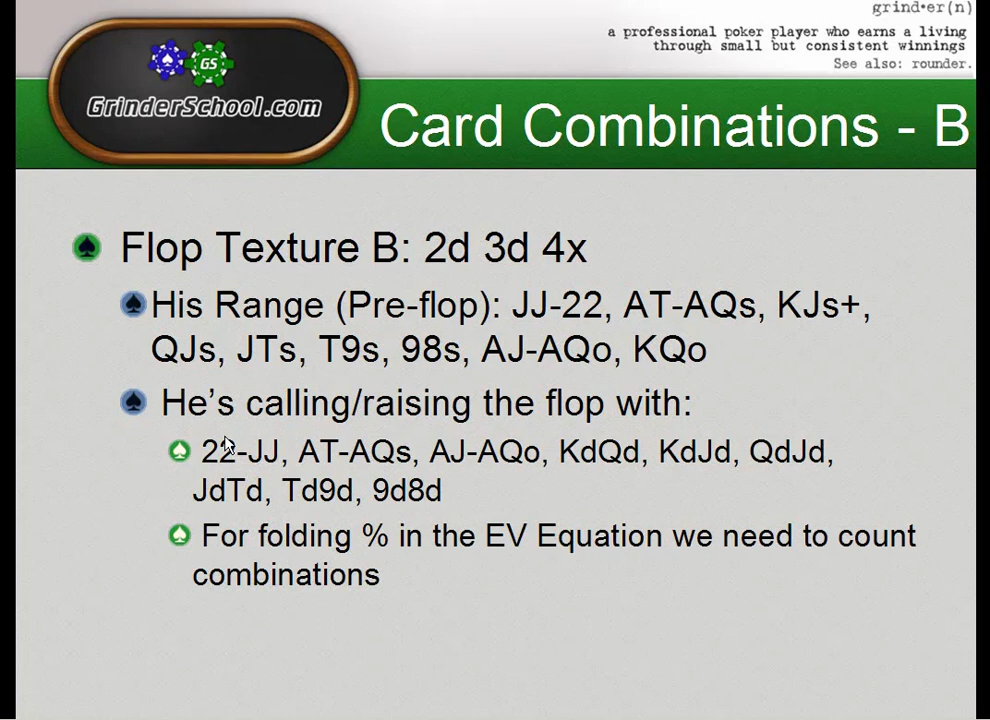 grind•er(n)
a professional poker player who earns a living
through small but consistent winnings
See also: rounder.
GS
GrinderSchool.com
Card Combinations - B
Flop Texture B: 2d 3d 4x
His Range (Pre-flop): JJ-22, AT-AQs, KJs+,
QJs, JTs, T9s, 98s, AJ-AQo, KQo
He's calling/raising the flop with:
22-JJ, AT-AQs, AJ-AQo, KdQd, KdJd, QdJd,
JdTd, Td9d, 9d8d
For folding % in the EV Equation we need to count
combinations